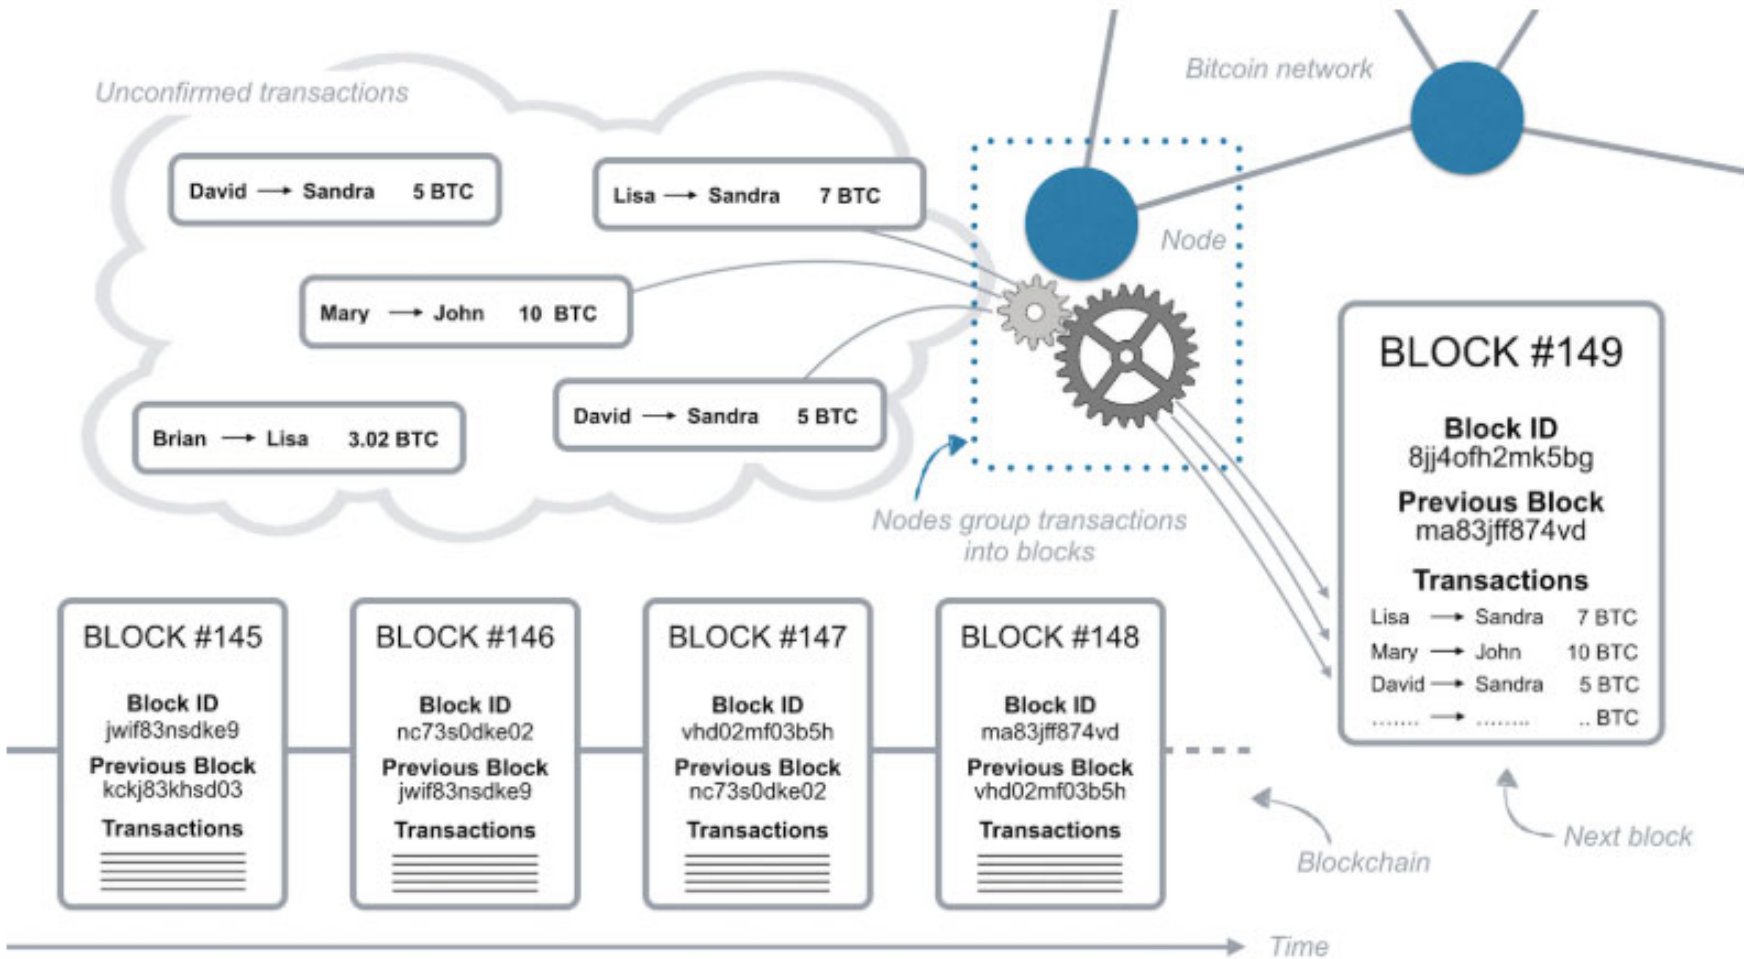 Unconfirmed transactions
Bitcoin network
David → Sandra 5 BTC
Lisa → Sandra 7 BTC
Node
Mary → John 10 BTC
David → Sandra 5 BTC
Brian → Lisa 3.02 BTC
Nodes group transactions
into blocks
BLOCK #149
Block ID
8jj4ofh2mk5bg
Previous Block
ma83jff874vd
Transactions
Lisa → Sandra 7 BTC
Mary → John 10 BTC
David → Sandra 5 BTC
....... → ........ .. BTC
Next block
BLOCK #145
Block ID
jwif83nsdke9
Previous Block
kckj83khsd03
Transactions
BLOCK #146
Block ID
nc73s0dke02
Previous Block
jwif83nsdke9
Transactions
BLOCK #147
Block ID
vhd02mf03b5h
Previous Block
nc73s0dke02
Transactions
BLOCK #148
Block ID
ma83jff874vd
Previous Block
vhd02mf03b5h
Transactions
Blockchain
Time